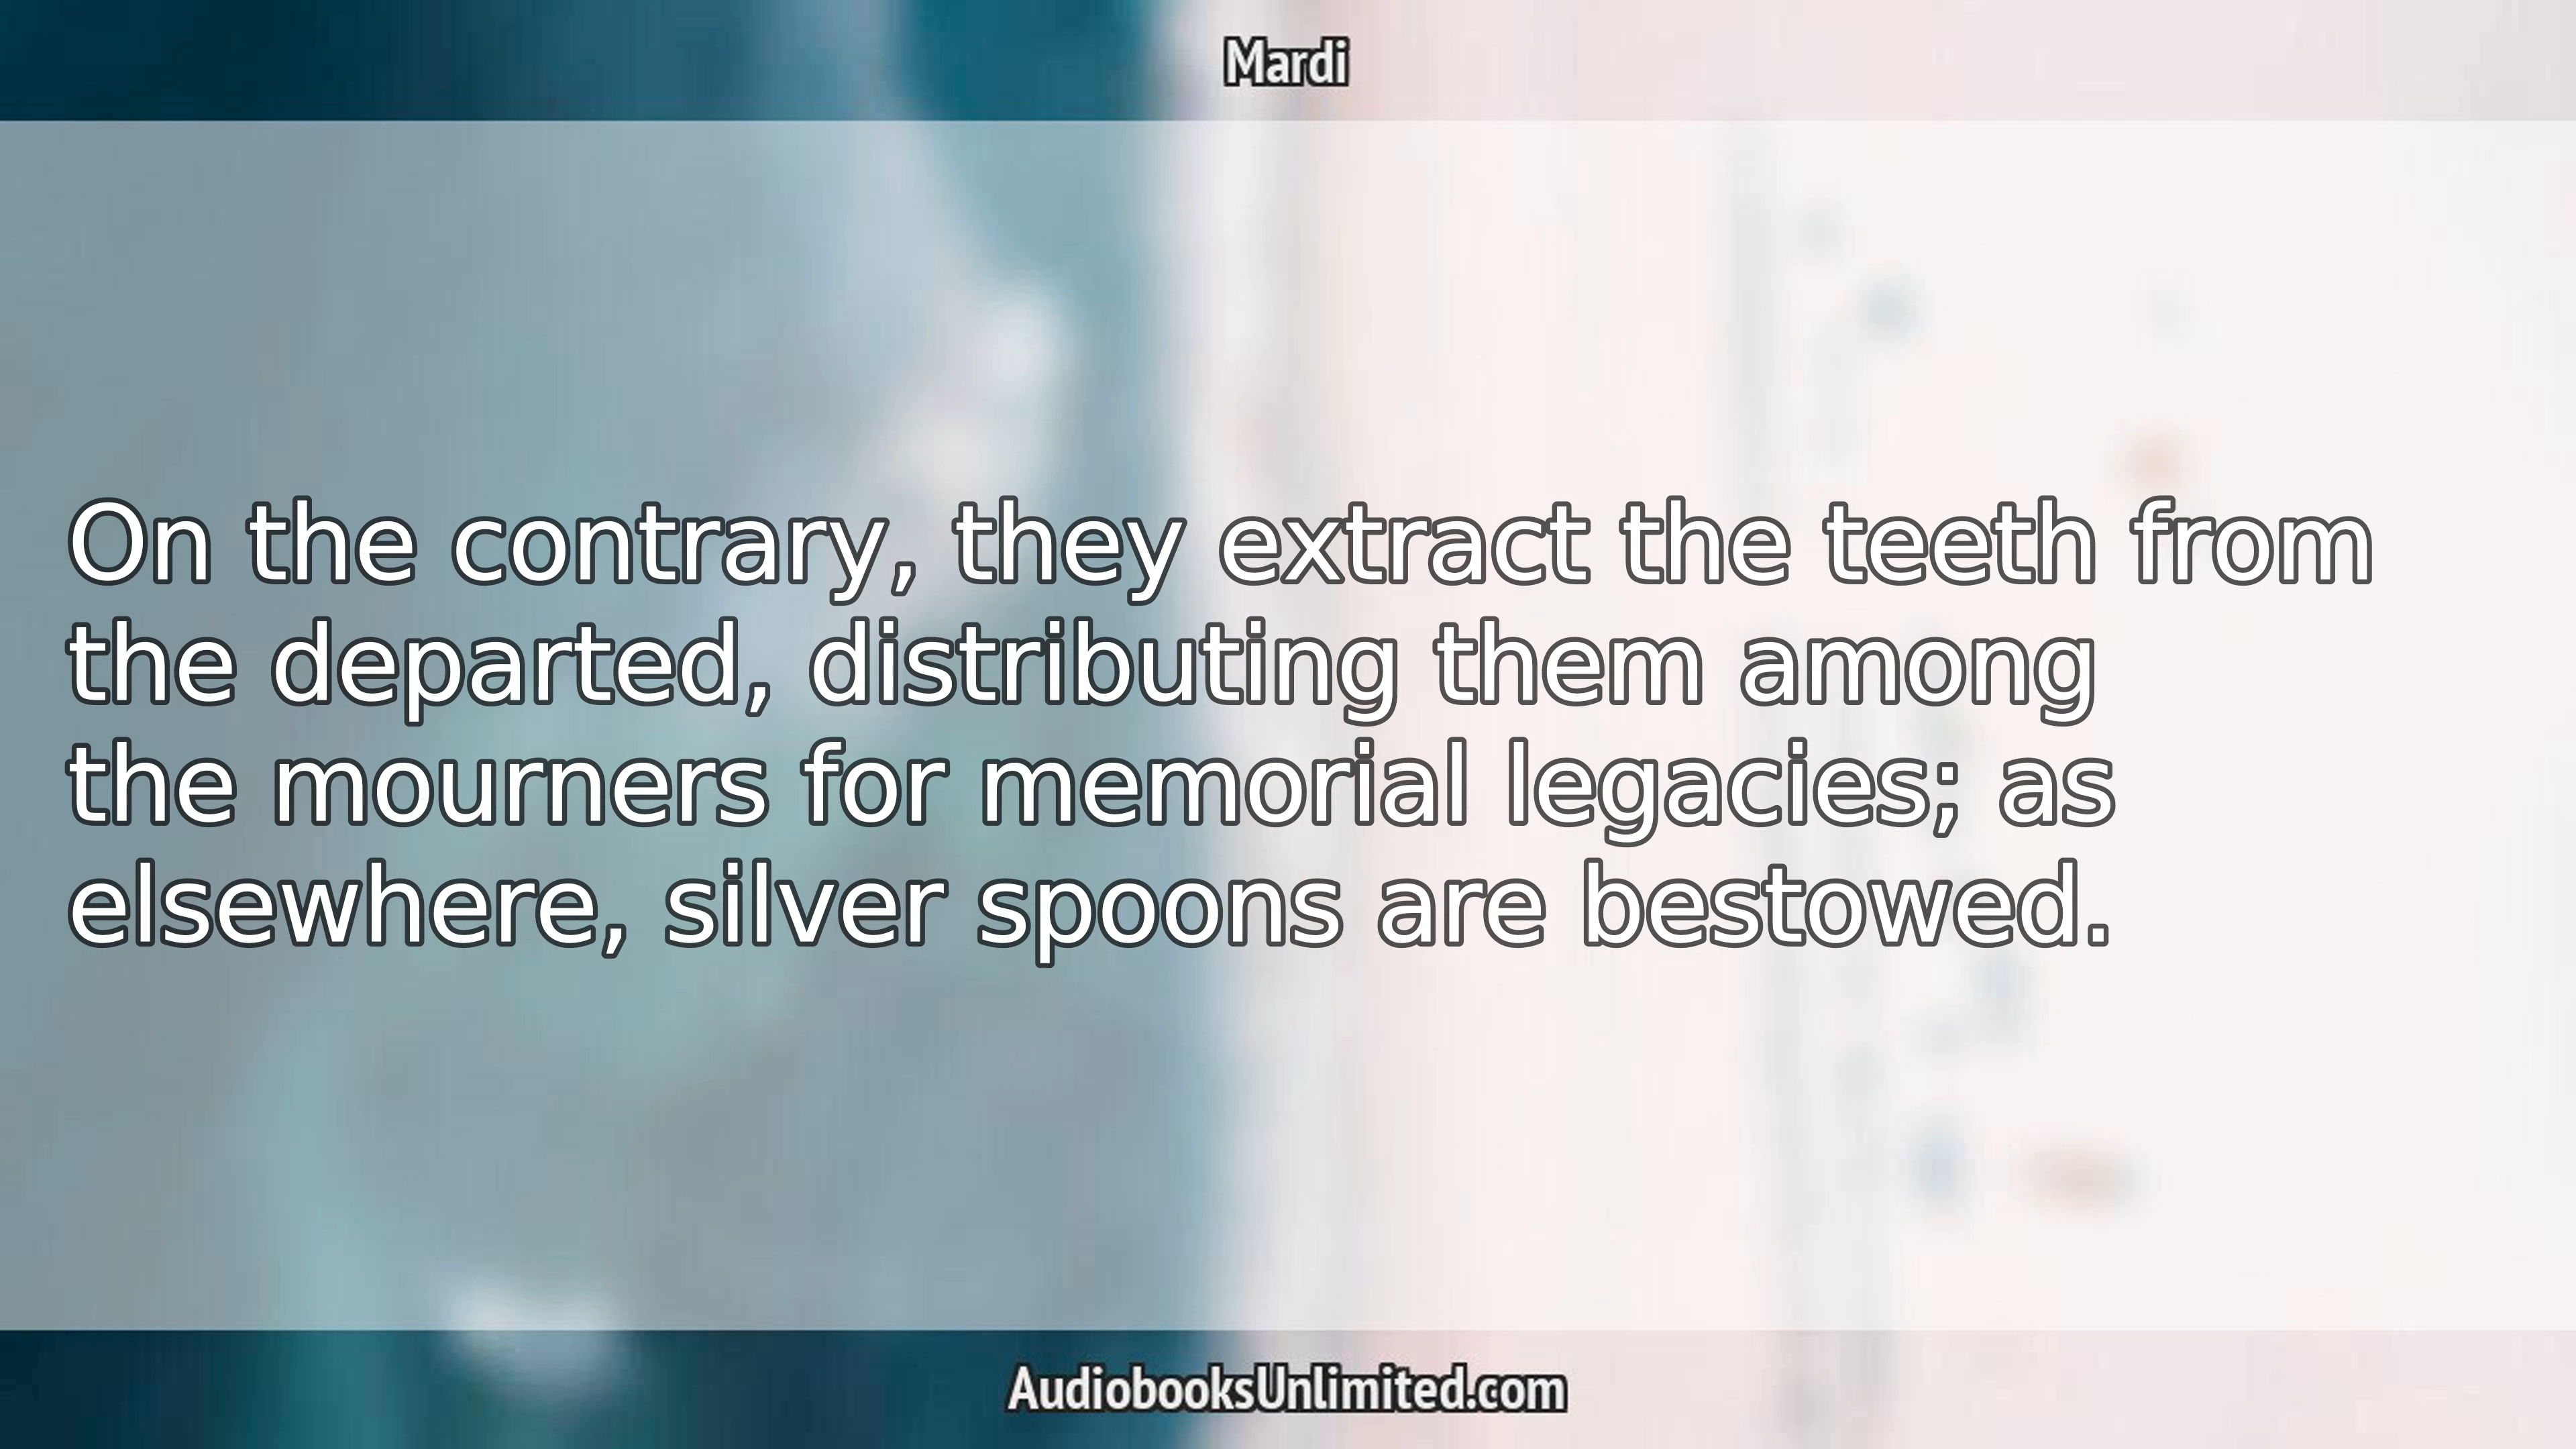 Mardi
On the contrary, they extract the teeth from
the departed, distributing them among
the mourners for memorial legacies; as
elsewhere, silver spoons are bestowed.
AudiobooksUnlimited.com